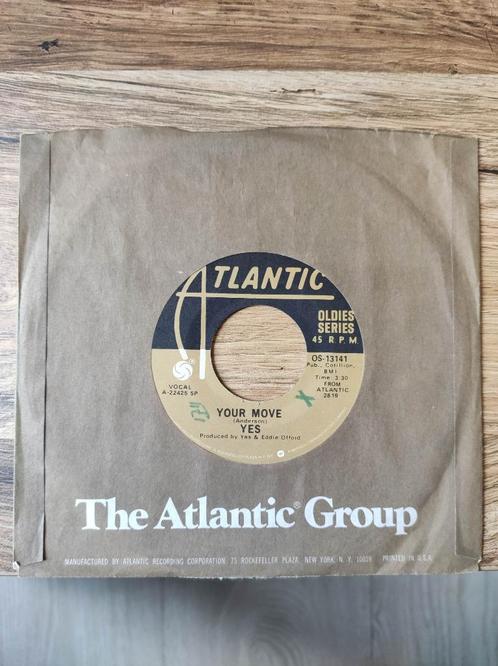 ATLANTIC
OLDIES
SERIES
45 R.P.M
OS-13141
Pub., Cotillion,
BMI
Time: 3:30
FROM
ATLANTIC
2819
VOCAL
A-22425 SP
YOUR MOVE
(Anderson)
YES
Produced by Yes & Eddie Offord
The Atlantic® Group
MANUFACTURED BY ATLANTIC RECORDING CORPORATION, 75 ROCKEFELLER PLAZA, NEW YORK, N.Y. 10019 PRINTED IN U.S.A.